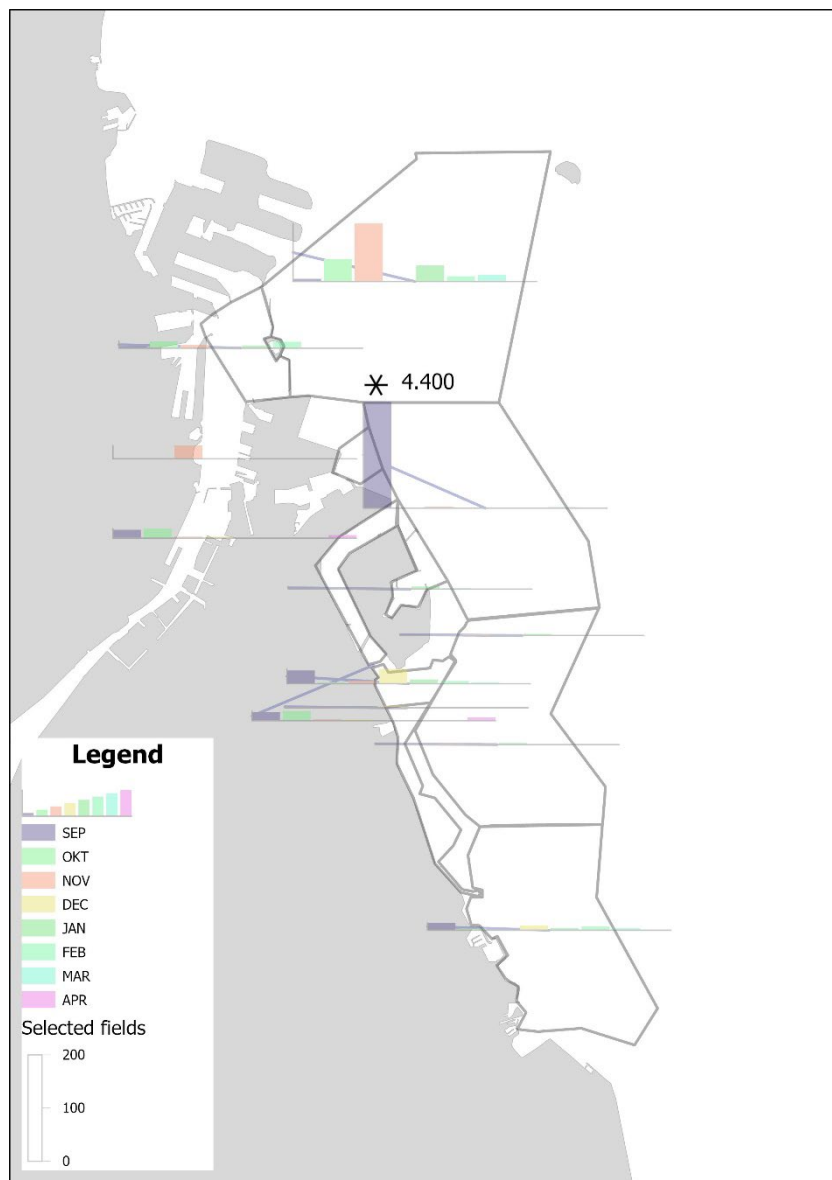 4.400
Legend
SEP
OKT
NOV
DEC
JAN
FEB
MAR
APR
Selected fields
200
100
0